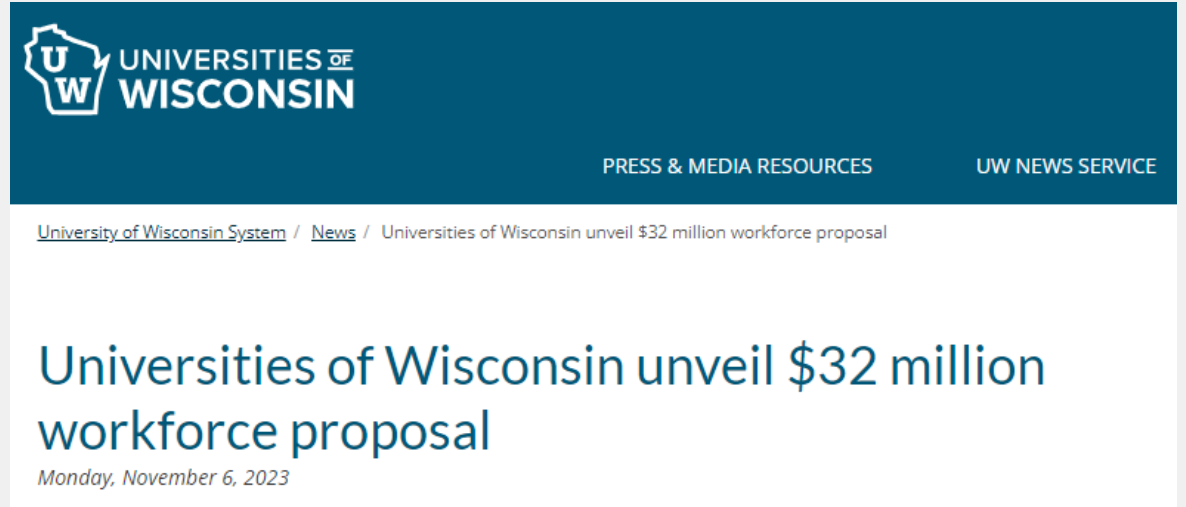 U
W
UNIVERSITIES OF
WISCONSIN
PRESS & MEDIA RESOURCES UW NEWS SERVICE
University of Wisconsin System / News / Universities of Wisconsin unveil $32 million workforce proposal
Universities of Wisconsin unveil $32 million
workforce proposal
Monday, November 6, 2023